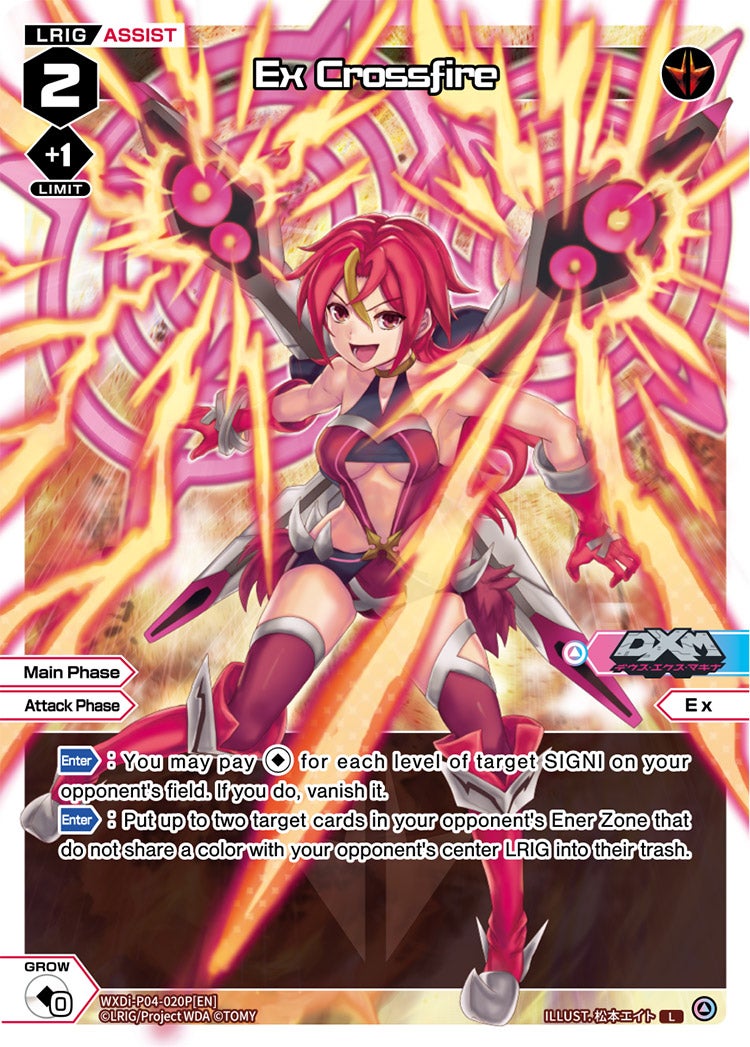 LRIG ASSIST
2
Ex Crossfire
+1
LIMIT
DXM
デウス・エクス・マキナ
Main Phase
Attack Phase
Ex
Enter : You may pay for each level of target SIGNI on your
opponent's field. If you do, vanish it.
Enter : Put up to two target cards in your opponent's Ener Zone that
do not share a color with your opponent's center LRIG into their trash.
GROW
0
WXDi-P04-020P[EN]
©LRIG/Project WDA ©TOMY
ILLUST. 松本エイト L